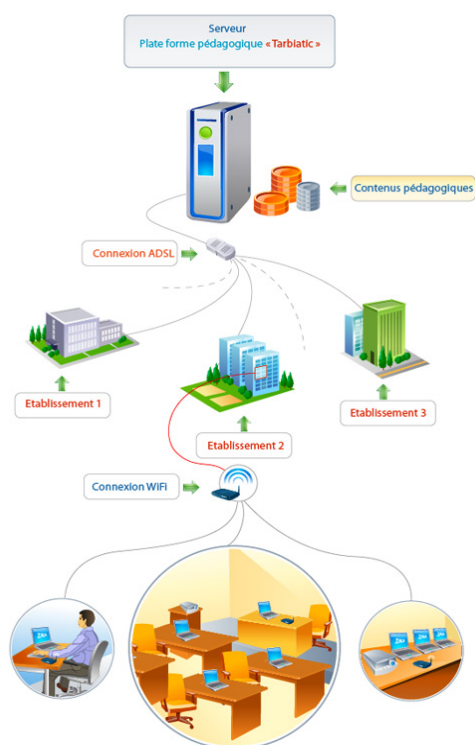 Serveur
Plate forme pédagogique « Tarbiatic »
Contenus pédagogiques
Connexion ADSL
Etablissement 1
Etablissement 3
Etablissement 2
Connexion WiFi